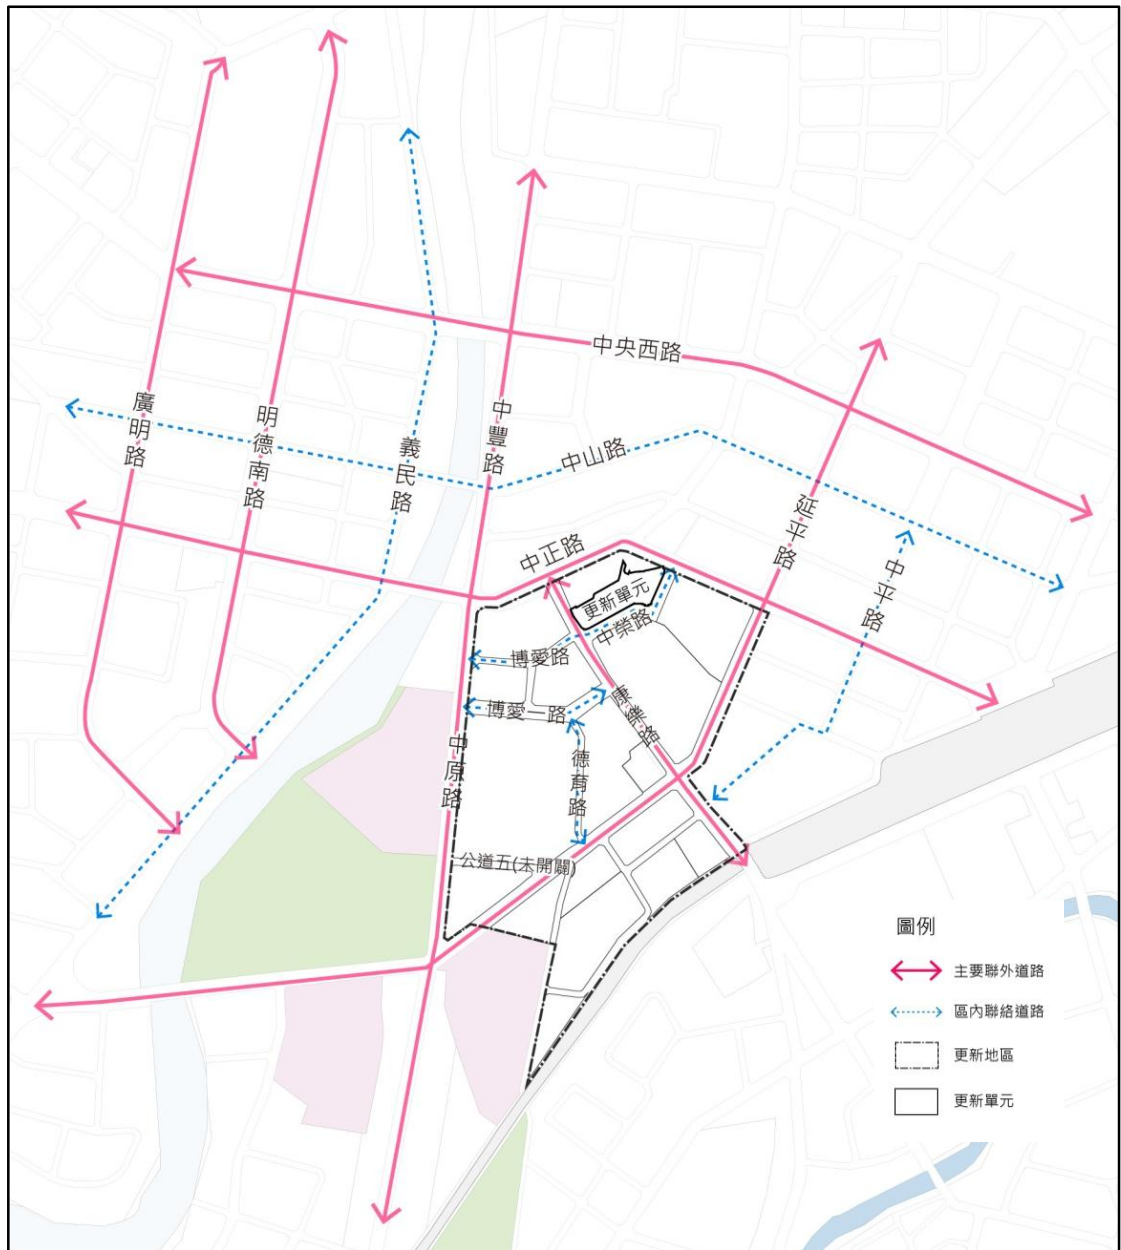 中央西路
廣明路
明德南路
義民路
中豐路
中山路
延平路
中平路
中正路
更新單元
中榮路
博愛路
博愛一路
康樂路
德育路
中原路
公道五(未開闢)
圖例
主要聯外道路
區內聯絡道路
更新地區
更新單元